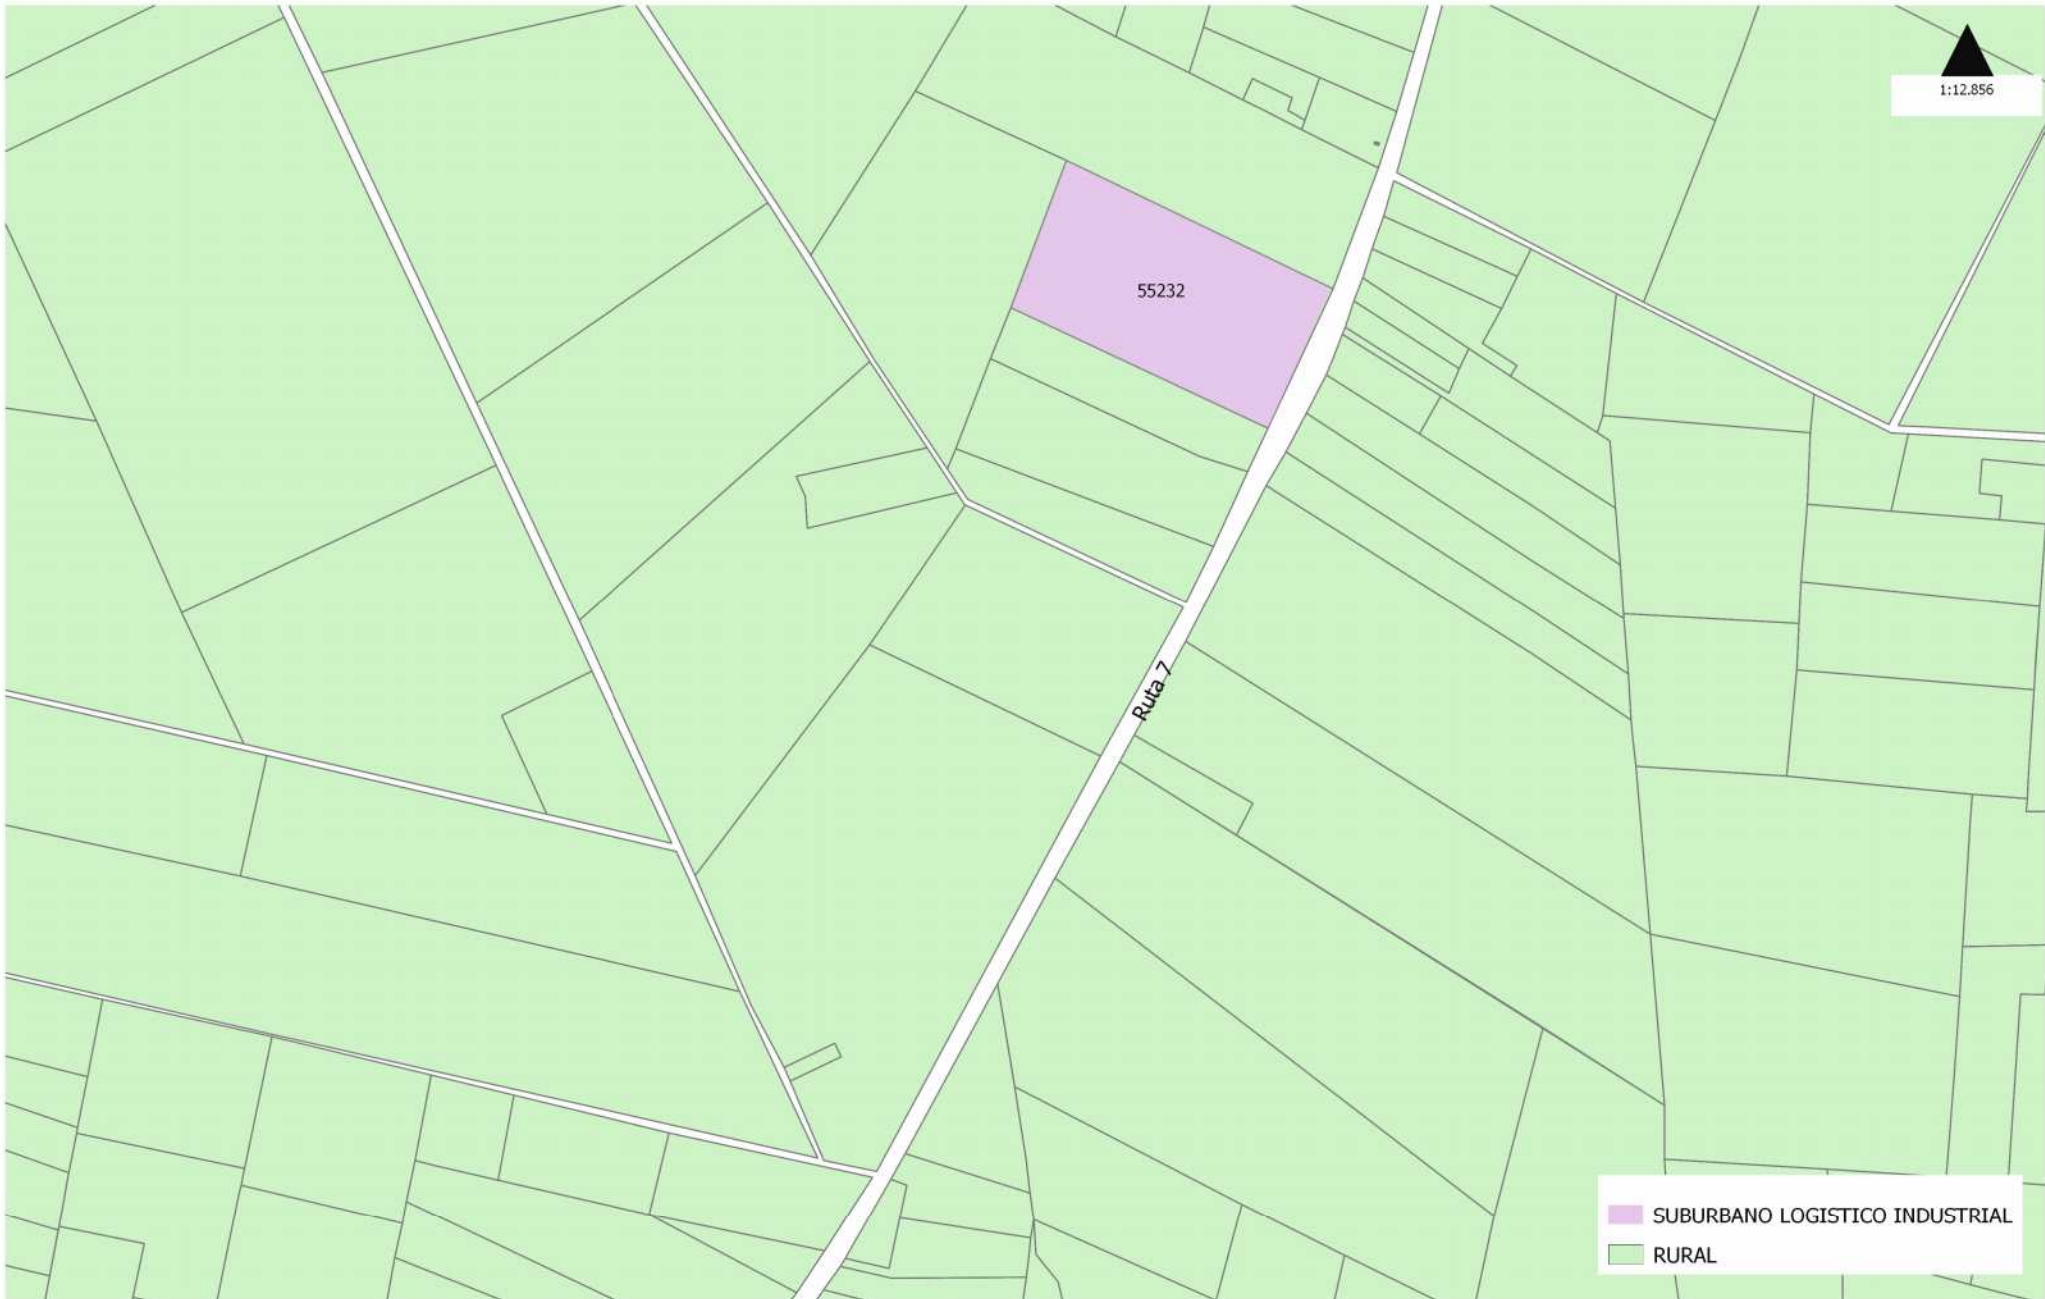 1:12.856
55232
Ruta 7
SUBURBANO LOGISTICO INDUSTRIAL
RURAL